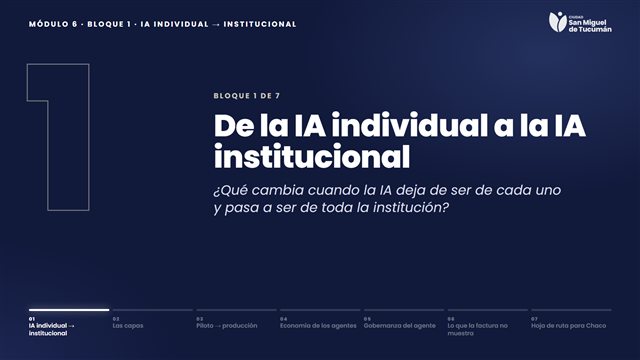 MÓDULO 6 · BLOQUE 1 · IA INDIVIDUAL → INSTITUCIONAL
CIUDAD
San Miguel
de Tucumán
1
BLOQUE 1 DE 7
De la IA individual a la IA
institucional
¿Qué cambia cuando la IA deja de ser de cada uno
y pasa a ser de toda la institución?
01
IA individual →
institucional
02
Las capas
03
Piloto → producción
04
Economía de los agentes
05
Gobernanza del agente
06
Lo que la factura no
muestra
07
Hoja de ruta para Chaco